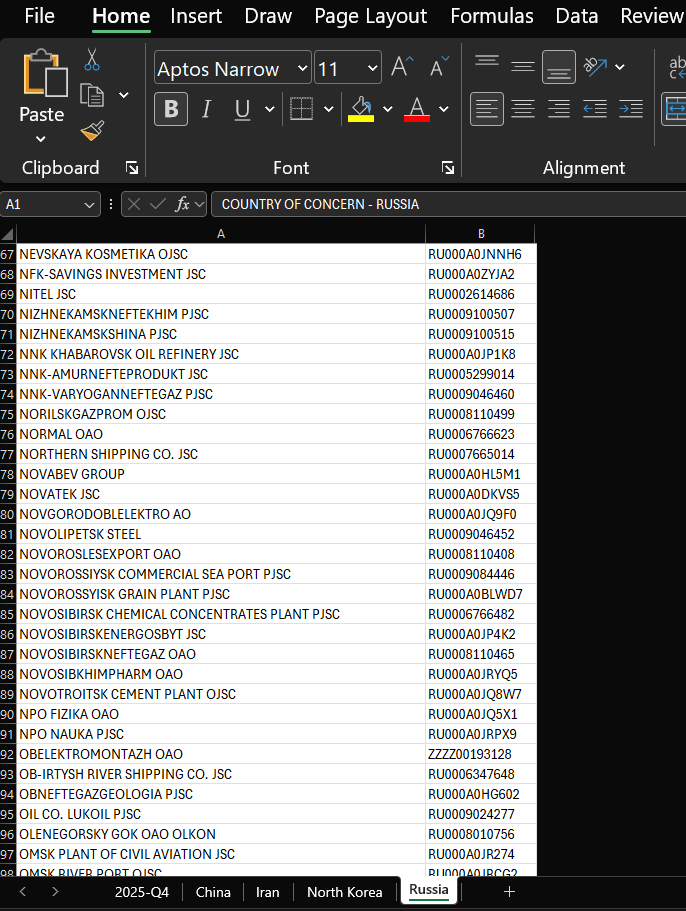 File Home Insert Draw Page Layout Formulas Data Review
Paste
Aptos Narrow 11
B I U A A A ab
Clipboard Font Alignment
A1 fx COUNTRY OF CONCERN - RUSSIA
A B
67 NEVSKAYA KOSMETIKA OJSC RU000A0JNNH6
68 NFK-SAVINGS INVESTMENT JSC RU000A0ZYJA2
69 NITEL JSC RU0002614686
70 NIZHNEKAMSKNEFTEKHIM PJSC RU0009100507
71 NIZHNEKAMSKSHINA PJSC RU0009100515
72 NNK KHABAROVSK OIL REFINERY JSC RU000A0JP1K8
73 NNK-AMURNEFTEPRODUKT JSC RU0005299014
74 NNK-VARYOGANNEFTEGAZ PJSC RU0009046460
75 NORILSKGAZPROM OJSC RU0008110499
76 NORMAL OAO RU0006766623
77 NORTHERN SHIPPING CO. JSC RU0007665014
78 NOVABEV GROUP RU000A0HL5M1
79 NOVATEK JSC RU000A0DKVS5
80 NOVGORODOBLELEKTRO AO RU000A0JQ9F0
81 NOVOLIPETSK STEEL RU0009046452
82 NOVOROSLESEXPORT OAO RU0008110408
83 NOVOROSSIYSK COMMERCIAL SEA PORT PJSC RU0009084446
84 NOVOROSSYISK GRAIN PLANT PJSC RU000A0BLWD7
85 NOVOSIBIRSK CHEMICAL CONCENTRATES PLANT PJSC RU0006766482
86 NOVOSIBIRSKENERGOSBYT JSC RU000A0JP4K2
87 NOVOSIBIRSKNEFTEGAZ OAO RU0008110465
88 NOVOSIBKHIMPHARM OAO RU000A0JRYQ5
89 NOVOTROITSK CEMENT PLANT OJSC RU000A0JQ8W7
90 NPO FIZIKA OAO RU000A0JQ5X1
91 NPO NAUKA PJSC RU000A0JRPX9
92 OBELEKTROMONTAZH OAO ZZZZ00193128
93 OB-IRTYSH RIVER SHIPPING CO. JSC RU0006347648
94 OBNEFTEGAZGEOLOGIA PJSC RU000A0HG602
95 OIL CO. LUKOIL PJSC RU0009024277
96 OLENEGORSKY GOK OAO OLKON RU0008010756
97 OMSK PLANT OF CIVIL AVIATION JSC RU000A0JR274
98 OMSK RIVER PORT OJSC RU000A0JRCG2
2025-Q4 China Iran North Korea Russia